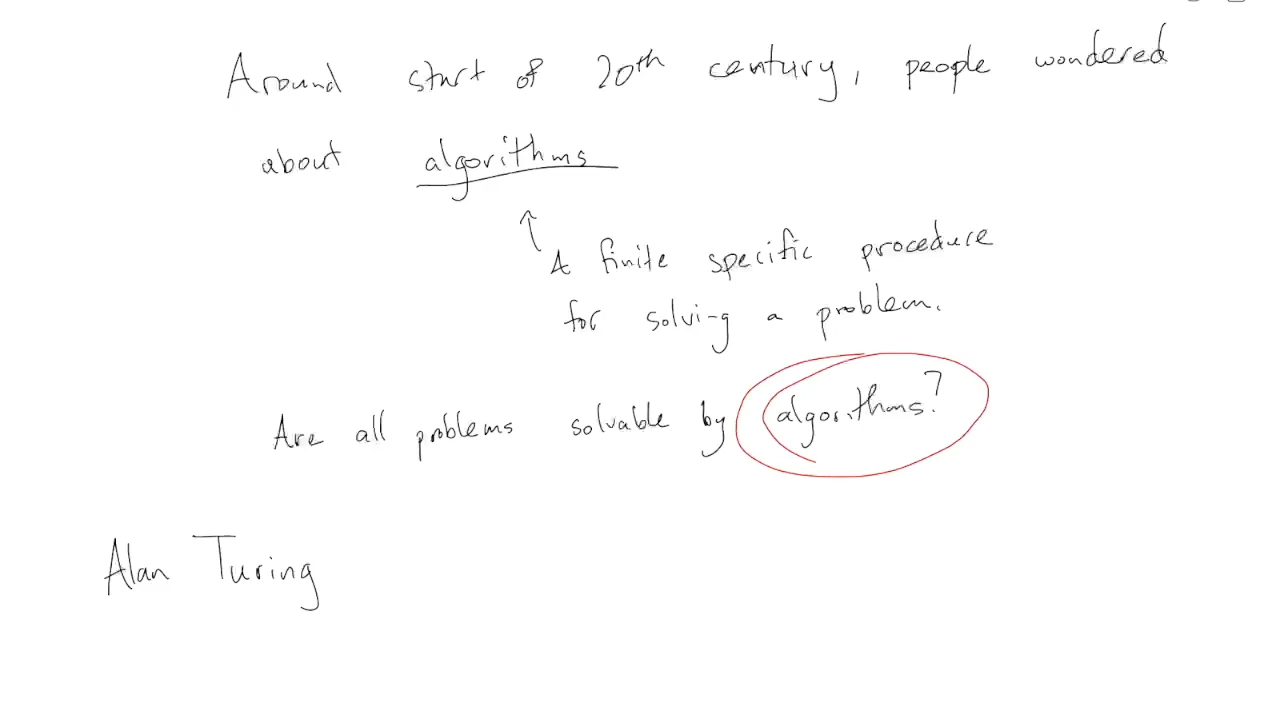 Around start of 20th century, people wondered
about algorithms
A finite specific procedure
for solving a problem.
Are all problems solvable by algorithms?
Alan Turing